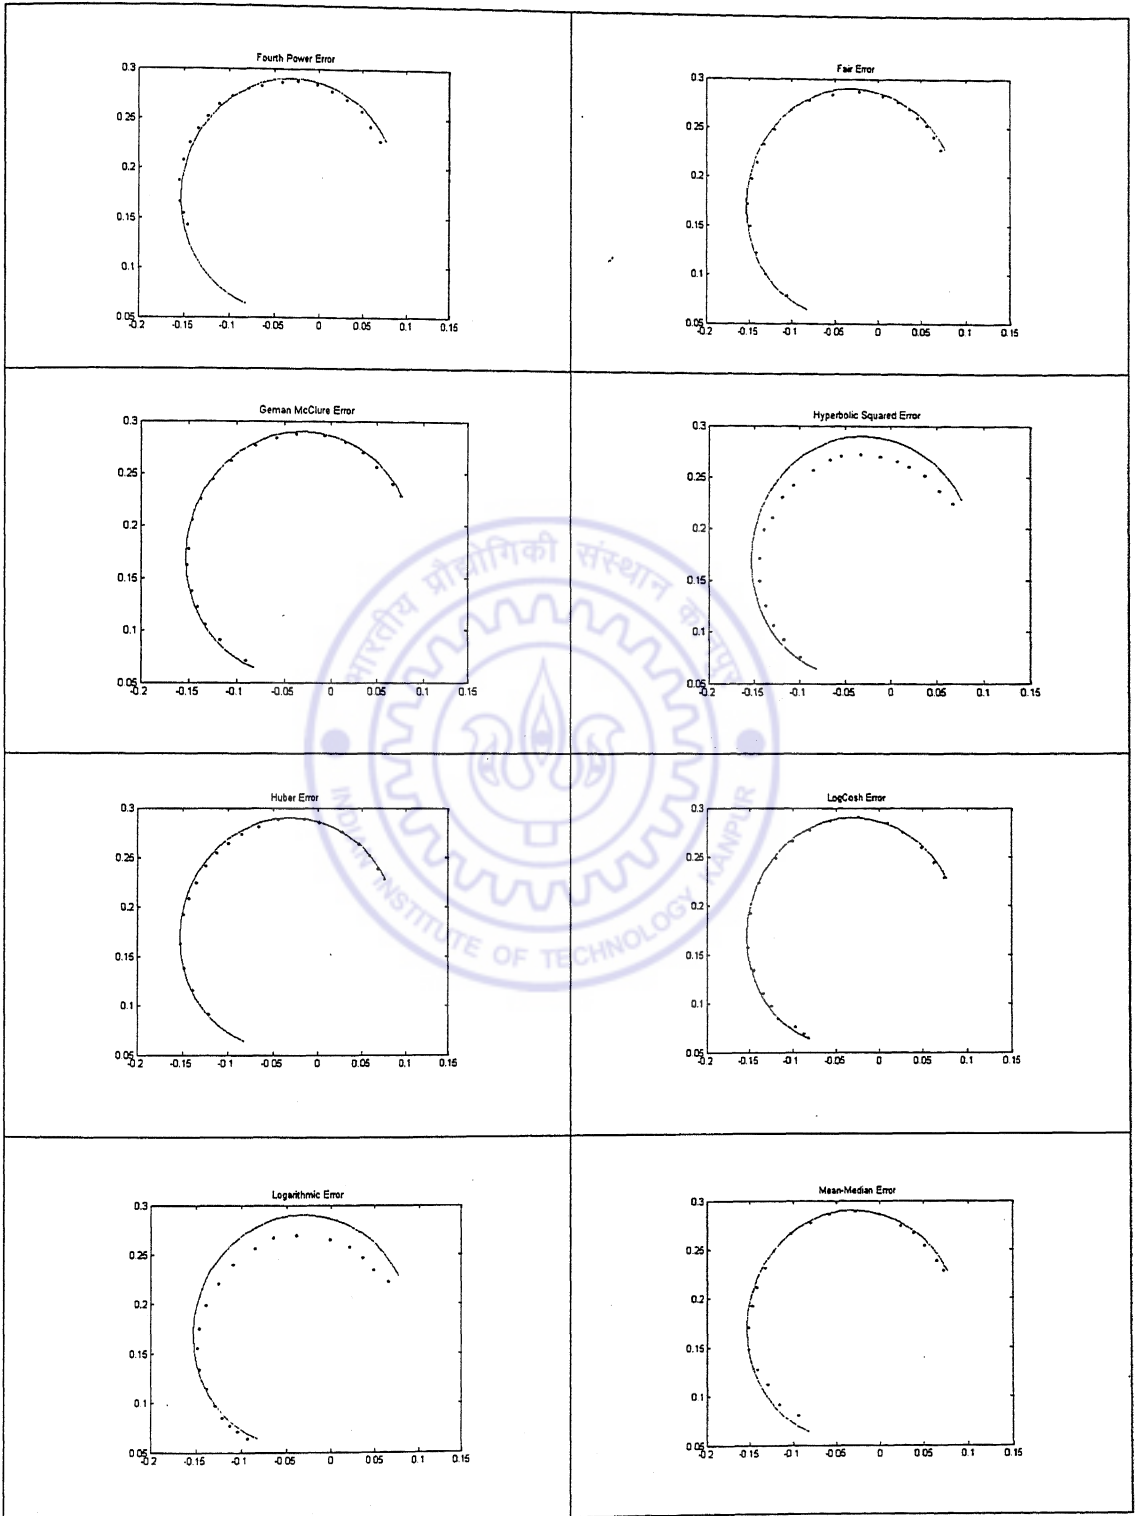 Fourth Power Error
0.3
0.25
0.2
0.15
0.1
0.05
-0.2 -0.15 -0.1 -0.05 0 0.05 0.1 0.15
Fair Error
0.3
0.25
0.2
0.15
0.1
0.05
-0.2 -0.15 -0.1 -0.05 0 0.05 0.1 0.15
Geman McClure Error
0.3
0.25
0.2
0.15
0.1
0.05
-0.2 -0.15 -0.1 -0.05 0 0.05 0.1 0.15
Hyperbolic Squared Error
0.3
0.25
0.2
0.15
0.1
0.05
-0.2 -0.15 -0.1 -0.05 0 0.05 0.1 0.15
भारतीय प्रौद्योगिकी संस्थान कानपुर
INDIAN INSTITUTE OF TECHNOLOGY KANPUR
Huber Error
0.3
0.25
0.2
0.15
0.1
0.05
-0.2 -0.15 -0.1 -0.05 0 0.05 0.1 0.15
LogCosh Error
0.3
0.25
0.2
0.15
0.1
0.05
-0.2 -0.15 -0.1 -0.05 0 0.05 0.1 0.15
Logarithmic Error
0.3
0.25
0.2
0.15
0.1
0.05
-0.2 -0.15 -0.1 -0.05 0 0.05 0.1 0.15
Mean-Median Error
0.3
0.25
0.2
0.15
0.1
0.05
-0.2 -0.15 -0.1 -0.05 0 0.05 0.1 0.15